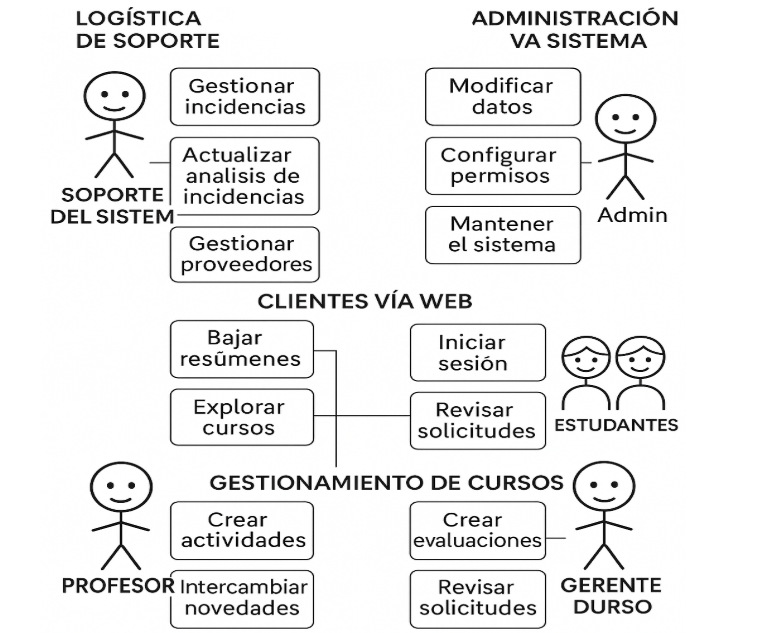 LOGÍSTICA
DE SOPORTE
ADMINISTRACIÓN
VA SISTEMA
Gestionar
incidencias
Actualizar
analisis de
incidencias
Gestionar
proveedores
SOPORTE
DEL SISTEM
Modificar
datos
Configurar
permisos
Mantener
el sistema
Admin
CLIENTES VÍA WEB
Bajar
resũmenes
Explorar
cursos
Iniciar
sesión
Revisar
solicitudes
ESTUDIANTES
GESTIONAMIENTO DE CURSOS
Crear
actividades
Intercambiar
novedades
PROFESOR
Crear
evaluaciones
Revisar
solicitudes
GERENTE
DURSO